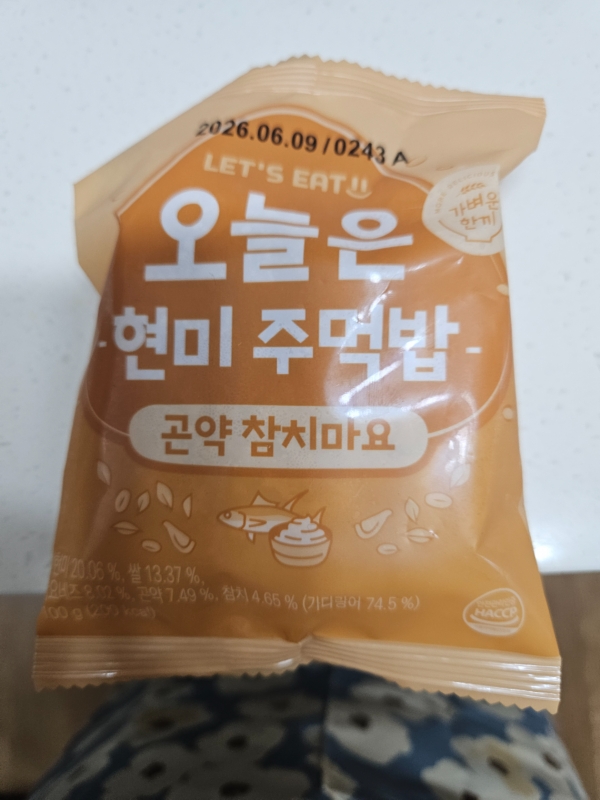 2026.06.09/0243 A
LET'S EAT!!
가벼운
한끼
오늘은
현미 주먹밥
곤약 참치마요
20.06 %, 쌀 13.37 %,
곤약 7.49 %, 참치 4.65 % (가다랑어 74.5 %)
100 g
HACCP